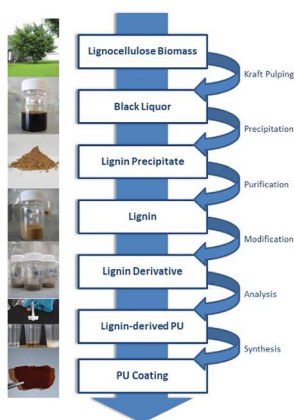 Lignocellulose Biomass
Kraft Pulping
Black Liquor
Precipitation
Lignin Precipitate
Purification
Lignin
Modification
Lignin Derivative
Analysis
Lignin-derived PU
Synthesis
PU Coating